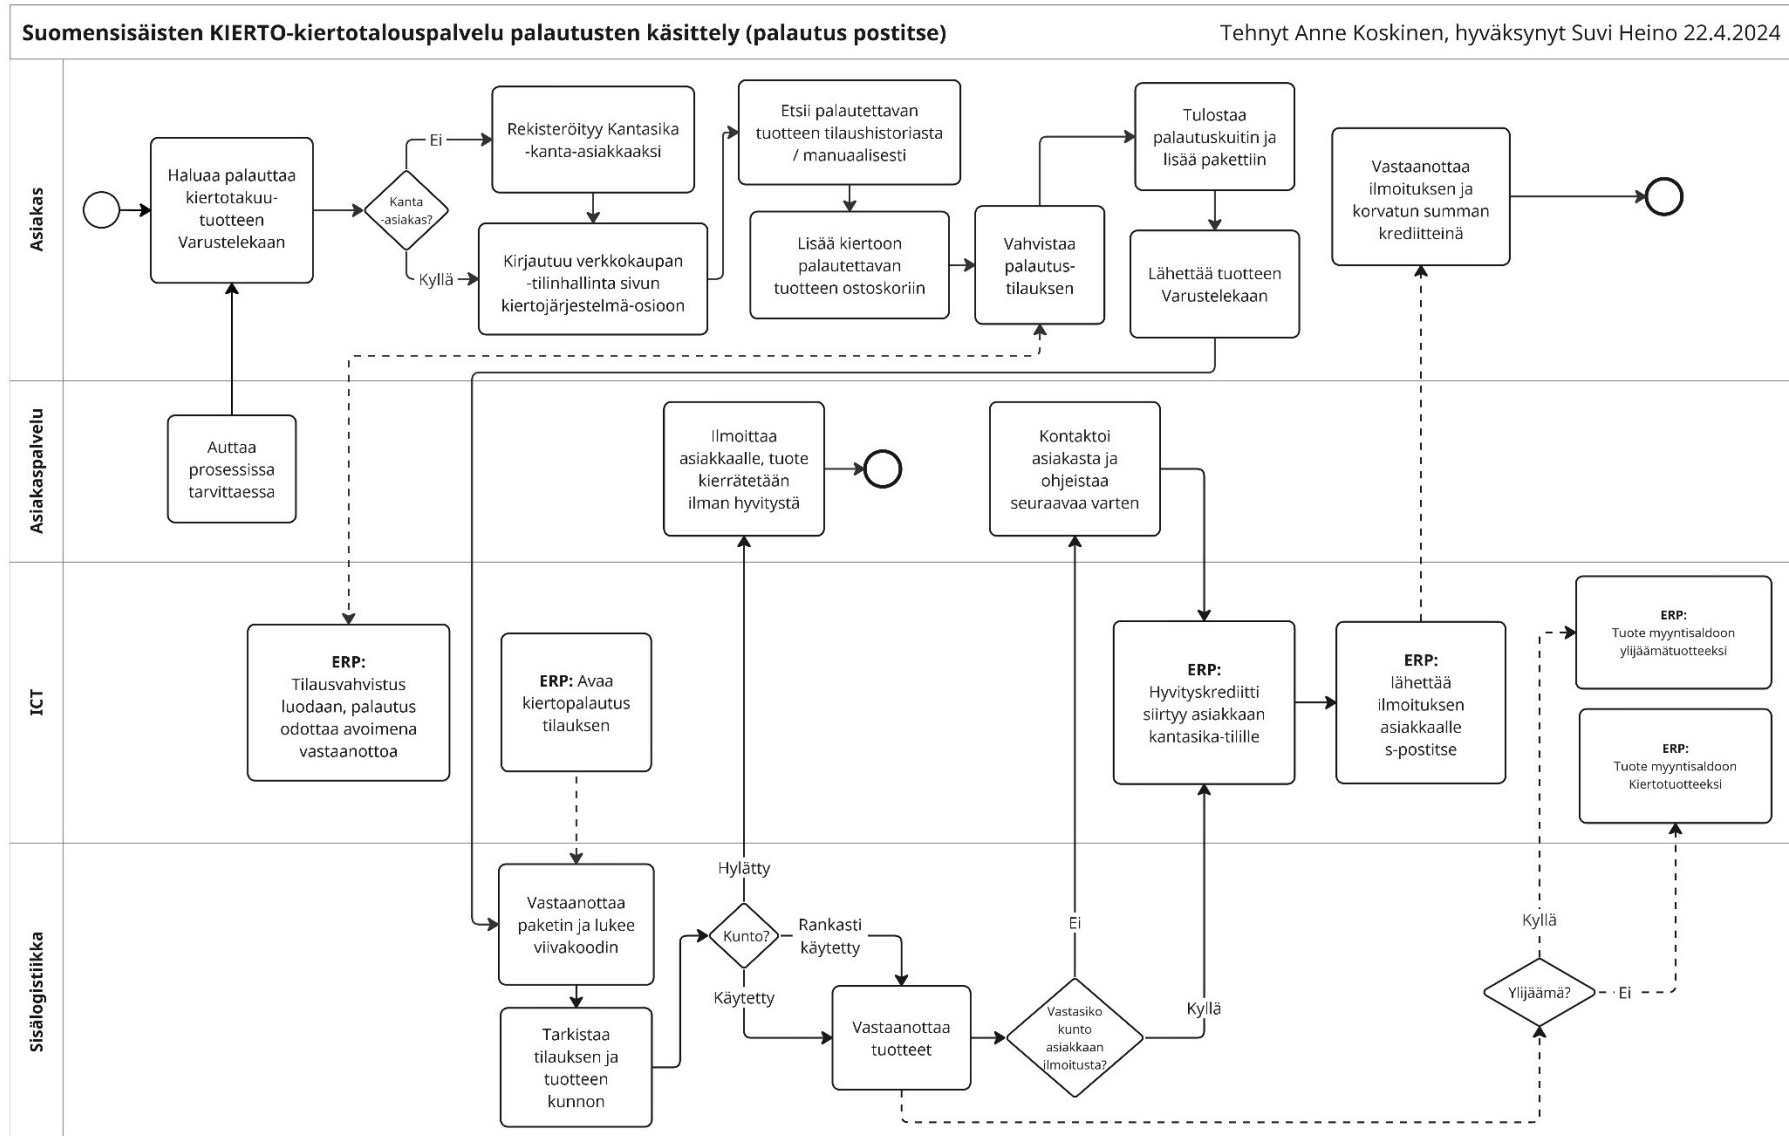 Suomensisäisten KIERTO-kiertotalouspalvelu palautusten käsittely (palautus postitse)
Tehnyt Anne Koskinen, hyväksynyt Suvi Heino 22.4.2024
Asiakas
Haluaa palauttaa
kiertotakuu-
tuotteen
Varustelekaan
Kanta
-asiakas?
Ei
Kyllä
Rekisteröityy Kantasika
-kanta-asiakkaaksi
Kirjautuu verkkokaupan
-tilinhallinta sivun
kiertojärjestelmä-osioon
Etsii palautettavan
tuotteen tilaushistoriasta
/ manuaalisesti
Lisää kiertoon
palautettavan
tuotteen ostoskoriin
Vahvistaa
palautus-
tilauksen
Tulostaa
palautuskuitin ja
lisää pakettiin
Lähettää tuotteen
Varustelekaan
Vastaanottaa
ilmoituksen ja
korvatun summan
krediitteinä
Asiakaspalvelu
Auttaa
prosessissa
tarvittaessa
Ilmoittaa
asiakkaalle, tuote
kierrätetään
ilman hyvitystä
Kontaktoi
asiakasta ja
ohjeistaa
seuraavaa varten
ICT
ERP:
Tilausvahvistus
luodaan, palautus
odottaa avoimena
vastaanottoa
ERP: Avaa
kiertopalautus
tilauksen
ERP:
Hyvityskrediitti
siirtyy asiakkaan
kantasika-tilille
ERP:
lähettää
ilmoituksen
asiakkaalle
s-postitse
ERP:
Tuote myyntisaldoon
ylijäämätuotteeksi
ERP:
Tuote myyntisaldoon
Kiertotuotteeksi
Sisälogistiikka
Vastaanottaa
paketin ja lukee
viivakoodin
Tarkistaa
tilauksen ja
tuotteen
kunnon
Hylätty
Kunto?
Rankasti
käytetty
Käytetty
Vastaanottaa
tuotteet
Ei
Vastasiko
kunto
asiakkaan
ilmoitusta?
Kyllä
Kyllä
Ylijäämä?
Ei